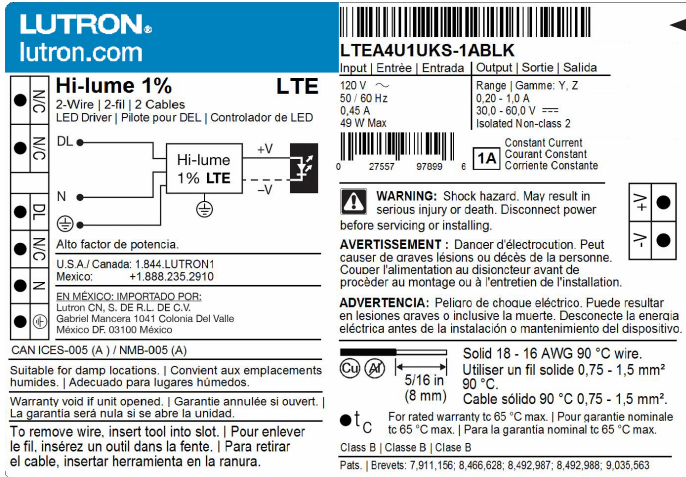 LUTRON®
lutron.com
Hi-lume 1% LTE
2-Wire | 2-fil | 2 Cables
LED Driver | Pilote pour DEL | Controlador de LED
N/C
N/C
DL
N/C
N
DL
N
Hi-lume
1% LTE
+V
–V
Alto factor de potencia.
U.S.A./ Canada: 1.844.LUTRON1
Mexico: +1.888.235.2910
EN MÉXICO: IMPORTADO POR:
Lutron CN, S. DE R.L. DE C.V.
Gabriel Mancera 1041 Colonia Del Valle
México DF. 03100 México
CAN ICES-005 (A ) / NMB-005 (A)
Suitable for damp locations. | Convient aux emplacements
humides. | Adecuado para lugares húmedos.
Warranty void if unit opened. | Garantie annulée si ouvert. |
La garantía será nula si se abre la unidad.
To remove wire, insert tool into slot. | Pour enlever
le fil, insérez un outil dans la fente. | Para retirar
el cable, insertar herramienta en la ranura.
LTEA4U1UKS-1ABLK
Input | Entrèe | Entrada
120 V ~
50 / 60 Hz
0,45 A
49 W Max
Output | Sortie | Salida
Range | Gamme: Y, Z
0,20 - 1,0 A
30,0 - 60,0 V ⎓
Isolated Non-class 2
0 27557 97899 6
1A
Constant Current
Courant Constant
Corriente Constante
WARNING: Shock hazard. May result in
serious injury or death. Disconnect power
before servicing or installing.
AVERTISSEMENT : Danger d'électrocution. Peut
causer de graves lésions ou décès de la personne.
Couper l'alimentation au disjoncteur avant de
procèder au montage ou à l'entretien de l'installation.
ADVERTENCIA: Peligro de choque eléctrico. Puede resultar
en lesiones graves o inclusive la muerte. Desconecte la energia
eléctrica antes de la instalación o mantenimiento del dispositivo.
+V
-V
Cu Al
5/16 in
(8 mm)
Solid 18 - 16 AWG 90 °C wire.
Utiliser un fil solide 0,75 - 1,5 mm²
90 °C.
Cable sólido 90 °C 0,75 - 1,5 mm².
tC
For rated warranty tc 65 °C max. | Pour garantie nominale
tc 65 °C max. | Para la garantía nominal tc 65 °C max.
Class B | Classe B | Clase B
Pats. | Brevets: 7,911,156; 8,466,628; 8,492,987; 8,492,988; 9,035,563